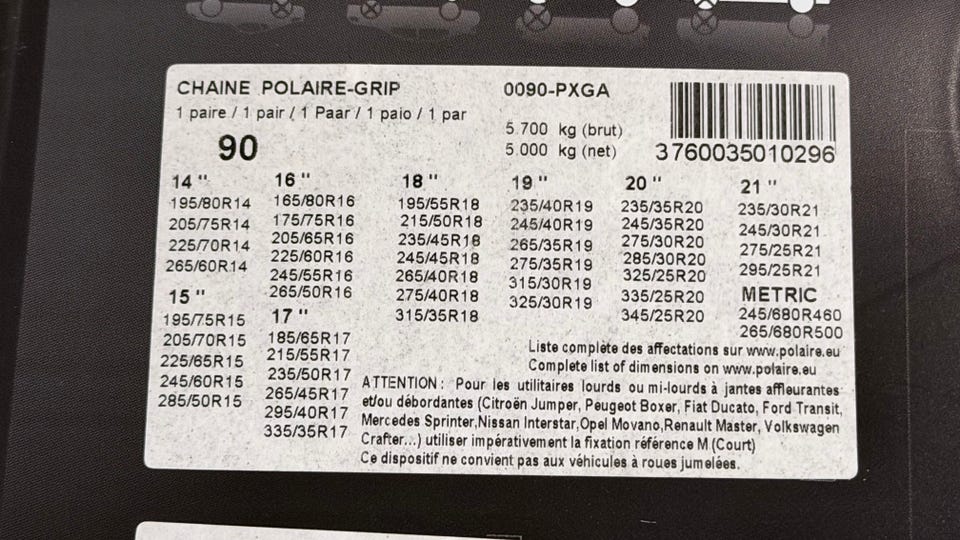 CHAINE POLAIRE-GRIP
0090-PXGA
1 paire / 1 pair / 1 Paar / 1 paio / 1 par
90
5.700 kg (brut)
5.000 kg (net)
3760035010296
14 "
195/80R14
205/75R14
225/70R14
265/60R14
15 "
195/75R15
205/70R15
225/65R15
245/60R15
285/50R15
16 "
165/80R16
175/75R16
205/65R16
225/60R16
245/55R16
265/50R16
17 "
185/65R17
215/55R17
235/50R17
265/45R17
295/40R17
335/35R17
18 "
195/55R18
215/50R18
235/45R18
245/45R18
265/40R18
275/40R18
315/35R18
19 "
235/40R19
245/40R19
265/35R19
275/35R19
315/30R19
325/30R19
20 "
235/35R20
245/35R20
275/30R20
285/30R20
325/25R20
335/25R20
345/25R20
21 "
235/30R21
245/30R21
275/25R21
295/25R21
METRIC
245/680R460
265/680R500
Liste complète des affectations sur www.polaire.eu
Complete list of dimensions on www.polaire.eu
ATTENTION : Pour les utilitaires lourds ou mi-lourds à jantes affleurantes
et/ou débordantes (Citroën Jumper, Peugeot Boxer, Fiat Ducato, Ford Transit,
Mercedes Sprinter,Nissan Interstar,Opel Movano,Renault Master, Volkswagen
Crafter...) utiliser impérativement la fixation référence M (Court)
Ce dispositif ne convient pas aux véhicules à roues jumelées.